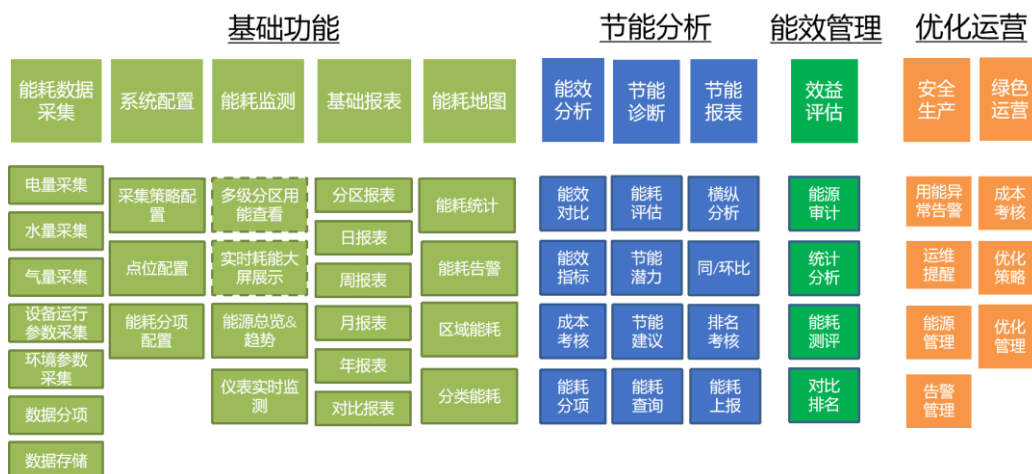 基础功能
节能分析
能效管理
优化运营
能耗数据
采集
系统配置
能耗监测
基础报表
能耗地图
能效
分析
节能
诊断
节能
报表
效益
评估
安全
生产
绿色
运营
电量采集
水量采集
气量采集
设备运行
参数采集
环境参数
采集
数据分项
数据存储
采集策略配
置
点位配置
能耗分项
配置
多级分区用
能查看
实时耗能大
屏展示
能源总览&
趋势
仪表实时监
测
分区报表
日报表
周报表
月报表
年报表
对比报表
能耗统计
能耗告警
区域能耗
分类能耗
能效
对比
能效
指标
成本
考核
能耗
分项
能耗
评估
节能
潜力
节能
建议
能耗
查询
横纵
分析
同/环比
排名
考核
能耗
上报
能源
审计
统计
分析
能耗
测评
对比
排名
用能异
常告警
运维
提醒
能源
管理
告警
管理
成本
考核
优化
策略
优化
管理